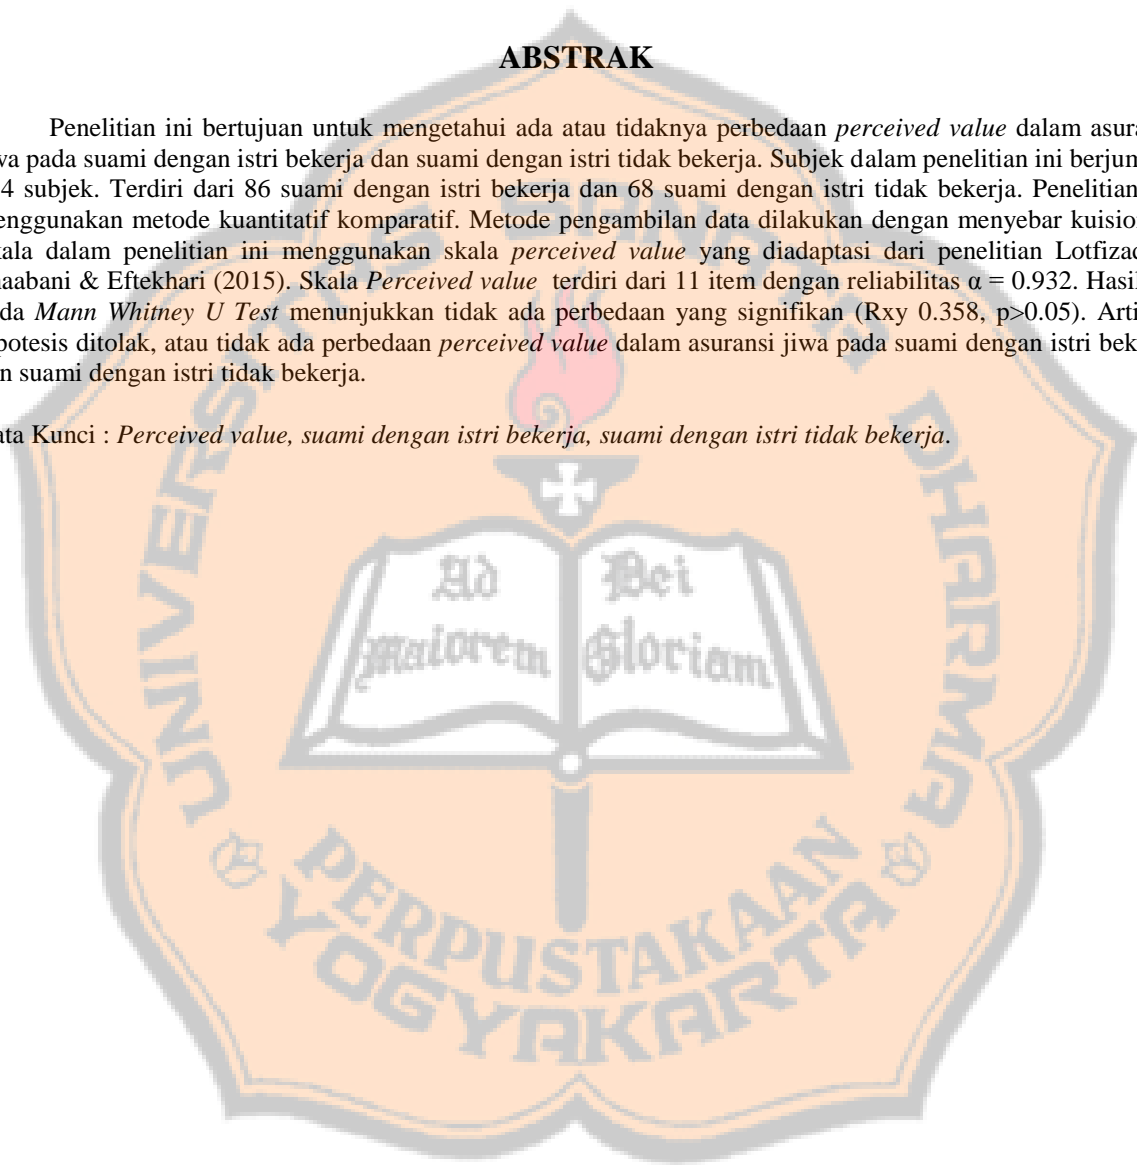 ABSTRAK
Penelitian ini bertujuan untuk mengetahui ada atau tidaknya perbedaan perceived value dalam asura
wa pada suami dengan istri bekerja dan suami dengan istri tidak bekerja. Subjek dalam penelitian ini berjum
4 subjek. Terdiri dari 86 suami dengan istri bekerja dan 68 suami dengan istri tidak bekerja. Penelitian
enggunakan metode kuantitatif komparatif. Metode pengambilan data dilakukan dengan menyebar kuision
kala dalam penelitian ini menggunakan skala perceived value yang diadaptasi dari penelitian Lotfizad
aabani & Eftekhari (2015). Skala Perceived value terdiri dari 11 item dengan reliabilitas α = 0.932. Hasil
da Mann Whitney U Test menunjukkan tidak ada perbedaan yang signifikan (Rxy 0.358, p>0.05). Arti
potesis ditolak, atau tidak ada perbedaan perceived value dalam asuransi jiwa pada suami dengan istri beke
n suami dengan istri tidak bekerja.
ata Kunci : Perceived value, suami dengan istri bekerja, suami dengan istri tidak bekerja.
UNIVERSITAS SANATA DHARMA
Ad Dei
maiorem Gloriam
PERPUSTAKAAN
YOGYAKARTA